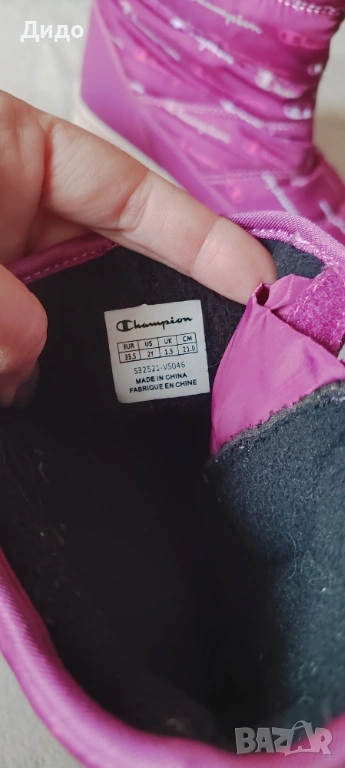 Дидо
Champion
EUR US UK CM
33.5 2Y 1.5 21.0
S32521-VS046
MADE IN CHINA
FABRIQUE EN CHINE
BAZAR